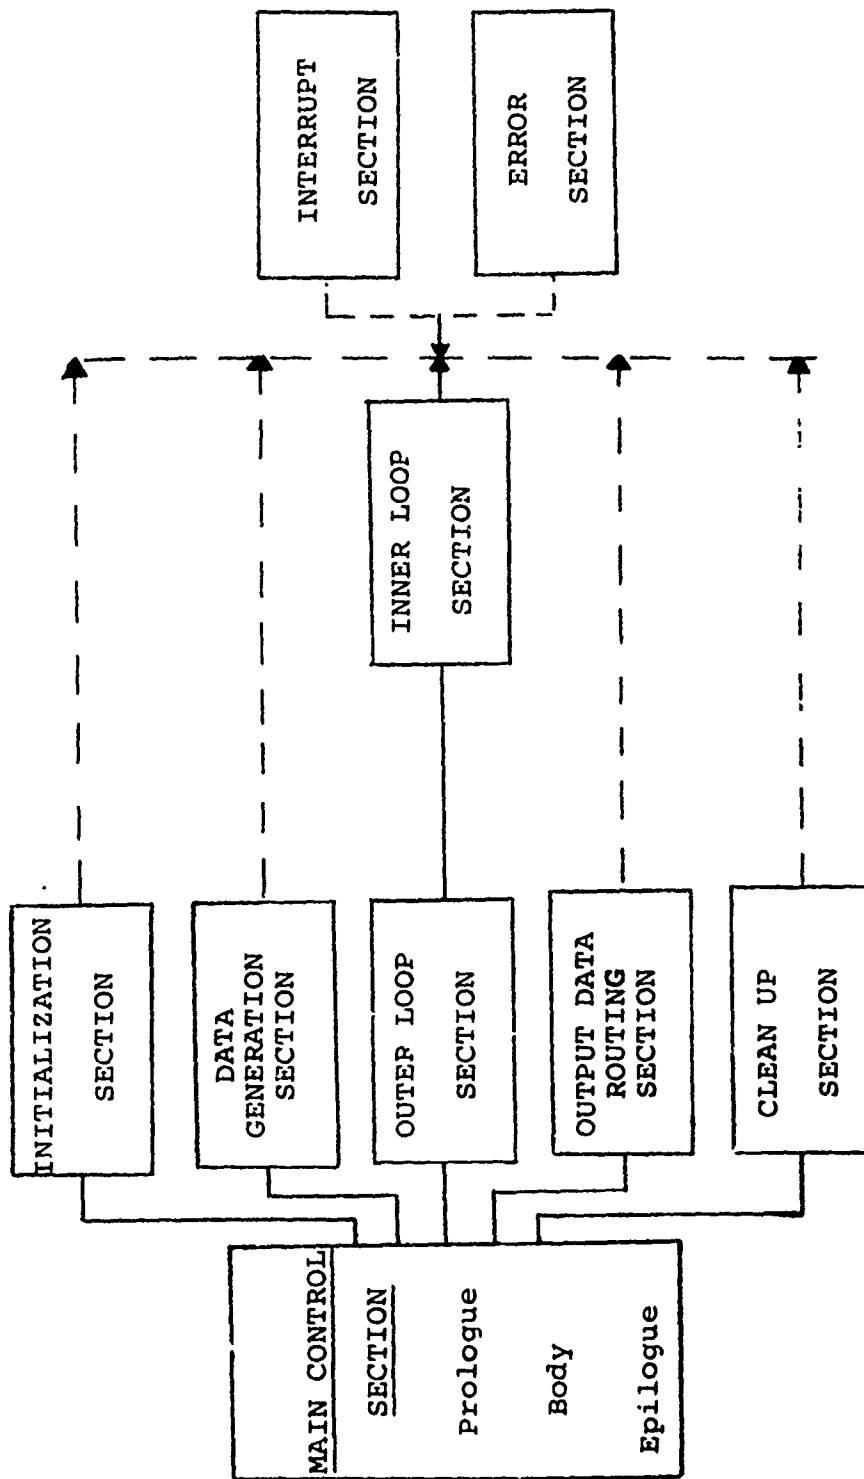 MAIN CONTROL
SECTION
Prologue
Body
Epilogue
INITIALIZATION
SECTION
DATA
GENERATION
SECTION
OUTER LOOP
SECTION
OUTPUT DATA
ROUTING
SECTION
CLEAN UP
SECTION
INNER LOOP
SECTION
INTERRUPT
SECTION
ERROR
SECTION